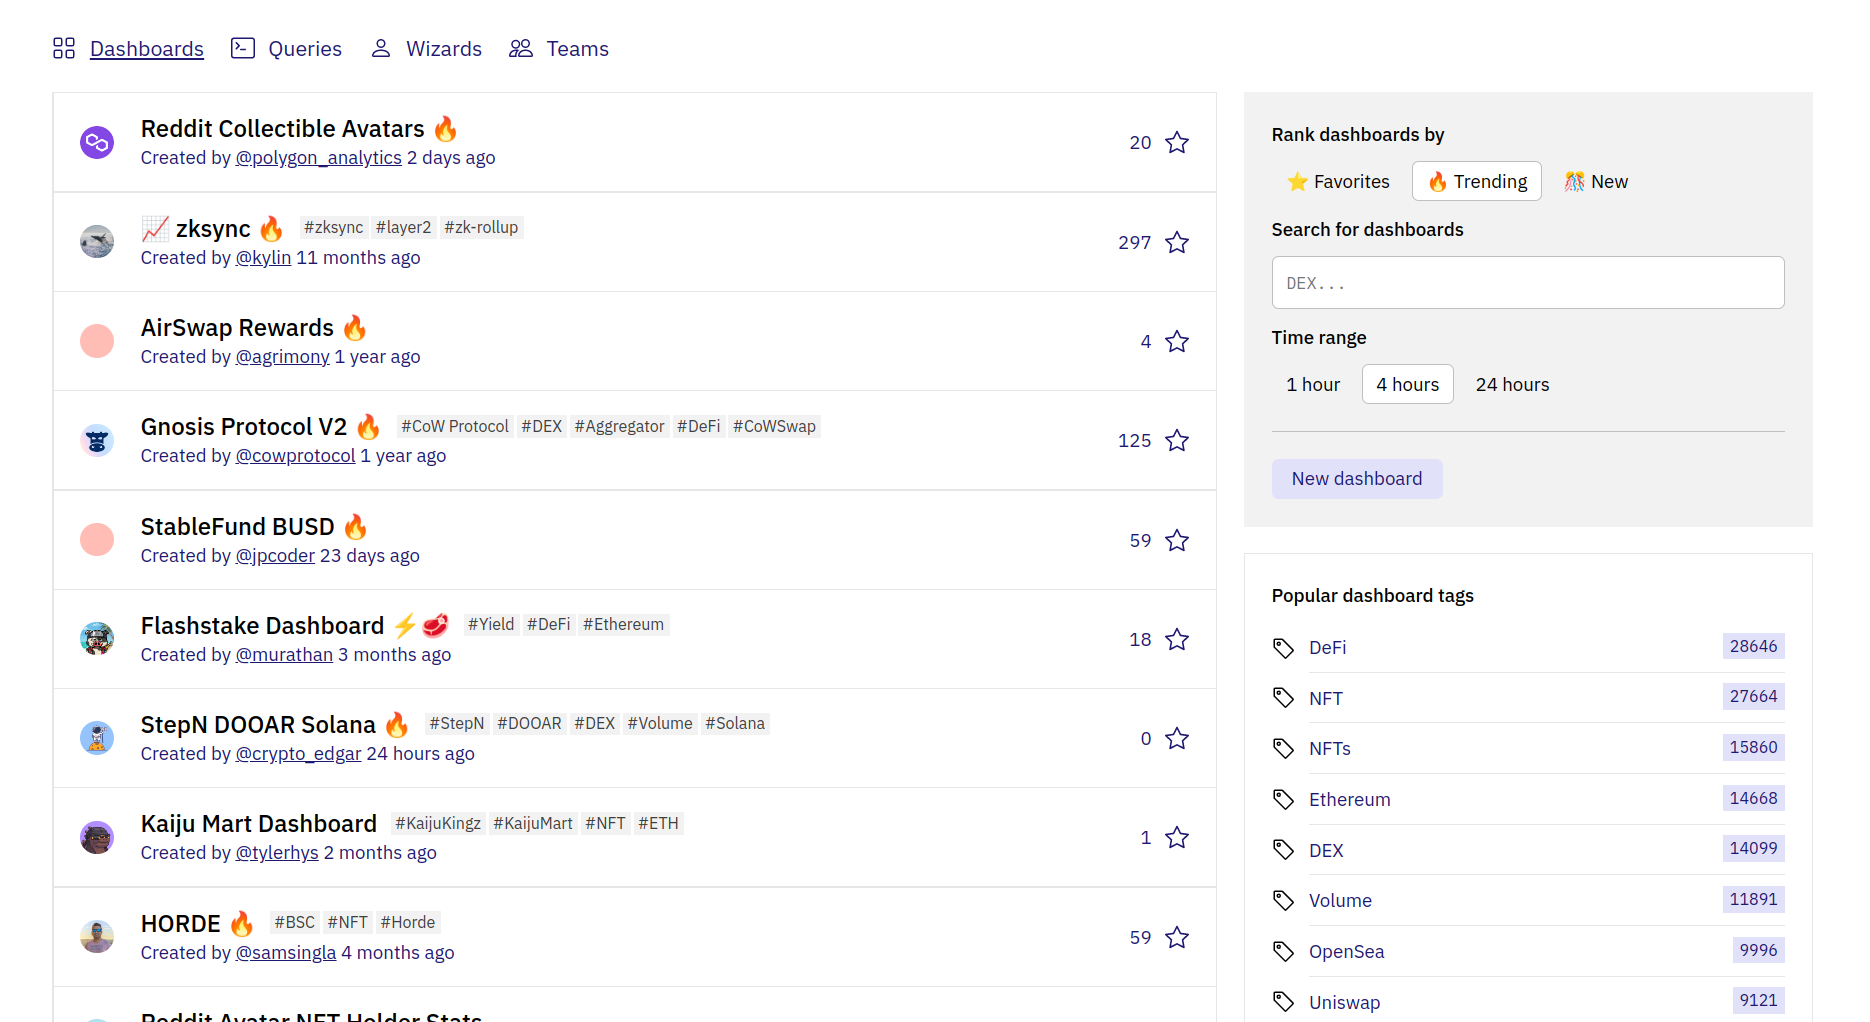 Dashboards Queries Wizards Teams
Reddit Collectible Avatars 🔥
Created by @polygon_analytics 2 days ago
20
📈 zksync 🔥 #zksync #layer2 #zk-rollup
Created by @kylin 11 months ago
297
AirSwap Rewards 🔥
Created by @agrimony 1 year ago
4
Gnosis Protocol V2 🔥 #CoW Protocol #DEX #Aggregator #DeFi #CoWSwap
Created by @cowprotocol 1 year ago
125
StableFund BUSD 🔥
Created by @jpcoder 23 days ago
59
Flashstake Dashboard ⚡🥩 #Yield #DeFi #Ethereum
Created by @murathan 3 months ago
18
StepN DOOAR Solana 🔥 #StepN #DOOAR #DEX #Volume #Solana
Created by @crypto_edgar 24 hours ago
0
Kaiju Mart Dashboard #KaijuKingz #KaijuMart #NFT #ETH
Created by @tylerhys 2 months ago
1
HORDE 🔥 #BSC #NFT #Horde
Created by @samsingla 4 months ago
59
Reddit Avatar NFT Holder Stats
Rank dashboards by
⭐ Favorites 🔥 Trending 🎊 New
Search for dashboards
DEX...
Time range
1 hour 4 hours 24 hours
New dashboard
Popular dashboard tags
DeFi 28646
NFT 27664
NFTs 15860
Ethereum 14668
DEX 14099
Volume 11891
OpenSea 9996
Uniswap 9121